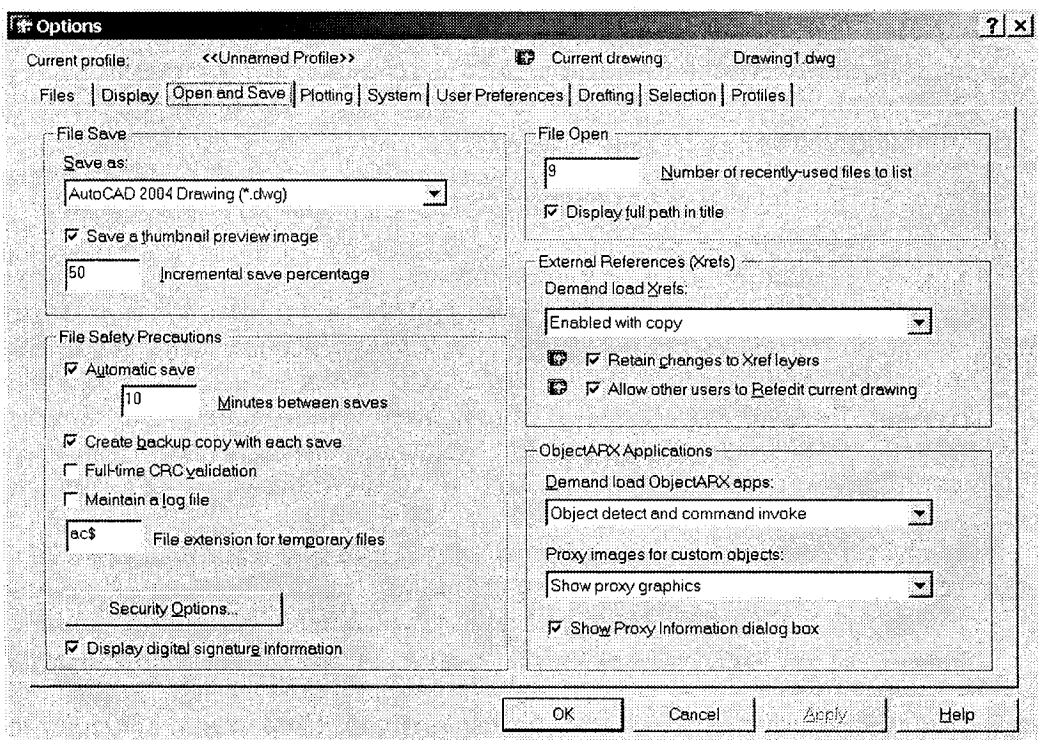 Options
Current profile: <<Unnamed Profile>> Current drawing Drawing1.dwg
Files Display Open and Save Plotting System User Preferences Drafting Selection Profiles
File Save
Save as:
AutoCAD 2004 Drawing (*.dwg)
Save a thumbnail preview image
50 Incremental save percentage
File Safety Precautions
Automatic save
10 Minutes between saves
Create backup copy with each save
Full-time CRC validation
Maintain a log file
ac$ File extension for temporary files
Security Options...
Display digital signature information
File Open
9 Number of recently-used files to list
Display full path in title
External References (Xrefs)
Demand load Xrefs:
Enabled with copy
Retain changes to Xref layers
Allow other users to Refedit current drawing
ObjectARX Applications
Demand load ObjectARX apps:
Object detect and command invoke
Proxy images for custom objects:
Show proxy graphics
Show Proxy Information dialog box
OK Cancel Apply Help